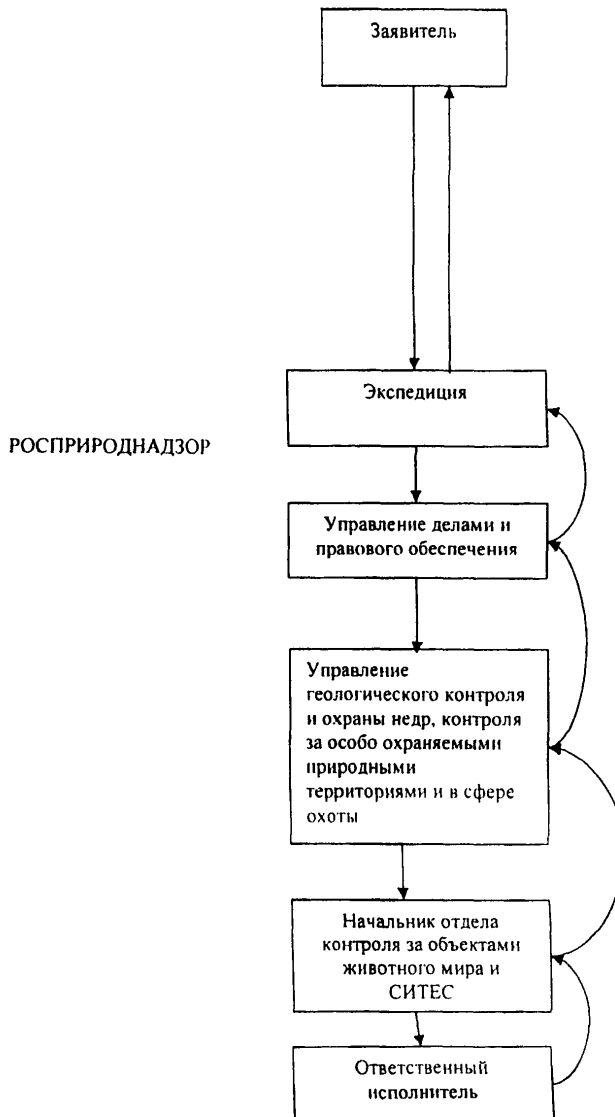 Заявитель
Экспедиция
РОСПРИРОДНАДЗОР
Управление делами и
правового обеспечения
Управление
геологического контроля
и охраны недр, контроля
за особо охраняемыми
природными
территориями и в сфере
охоты
Начальник отдела
контроля за объектами
животного мира и
СИТЕС
Ответственный
исполнитель